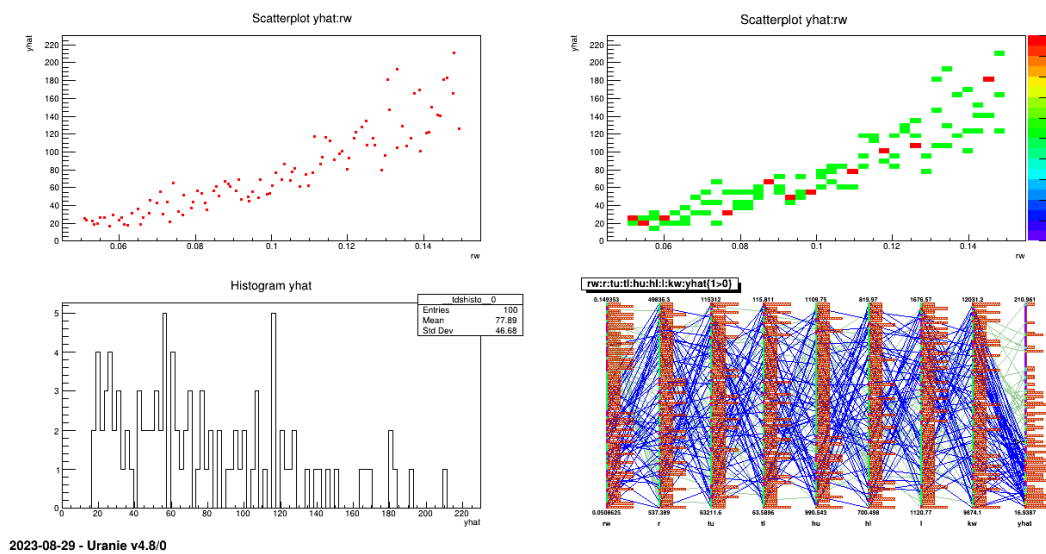 Scatterplot yhat:rw
yhat
220
200
180
160
140
120
100
80
60
40
20
0
0.06 0.08 0.1 0.12 0.14
rw
Scatterplot yhat:rw
yhat
220
200
180
160
140
120
100
80
60
40
20
0
0.06 0.08 0.1 0.12 0.14
rw
Histogram yhat
__tdshisto__0
Entries 100
Mean 77.89
Std Dev 46.68
5
4
3
2
1
0
0 20 40 60 80 100 120 140 160 180 200 220
yhat
rw:r:tu:tl:hu:hl:l:kw:yhat{1>0}
0.149353 49836.3 115312 115.811 1109.75 819.97 1676.57 12031.2 210.961
0.0508625 537.389 63211.6 63.5896 990.543 700.498 1120.77 9874.1 16.9387
rw r tu tl hu hl l kw yhat
2023-08-29 - Uranie v4.8/0